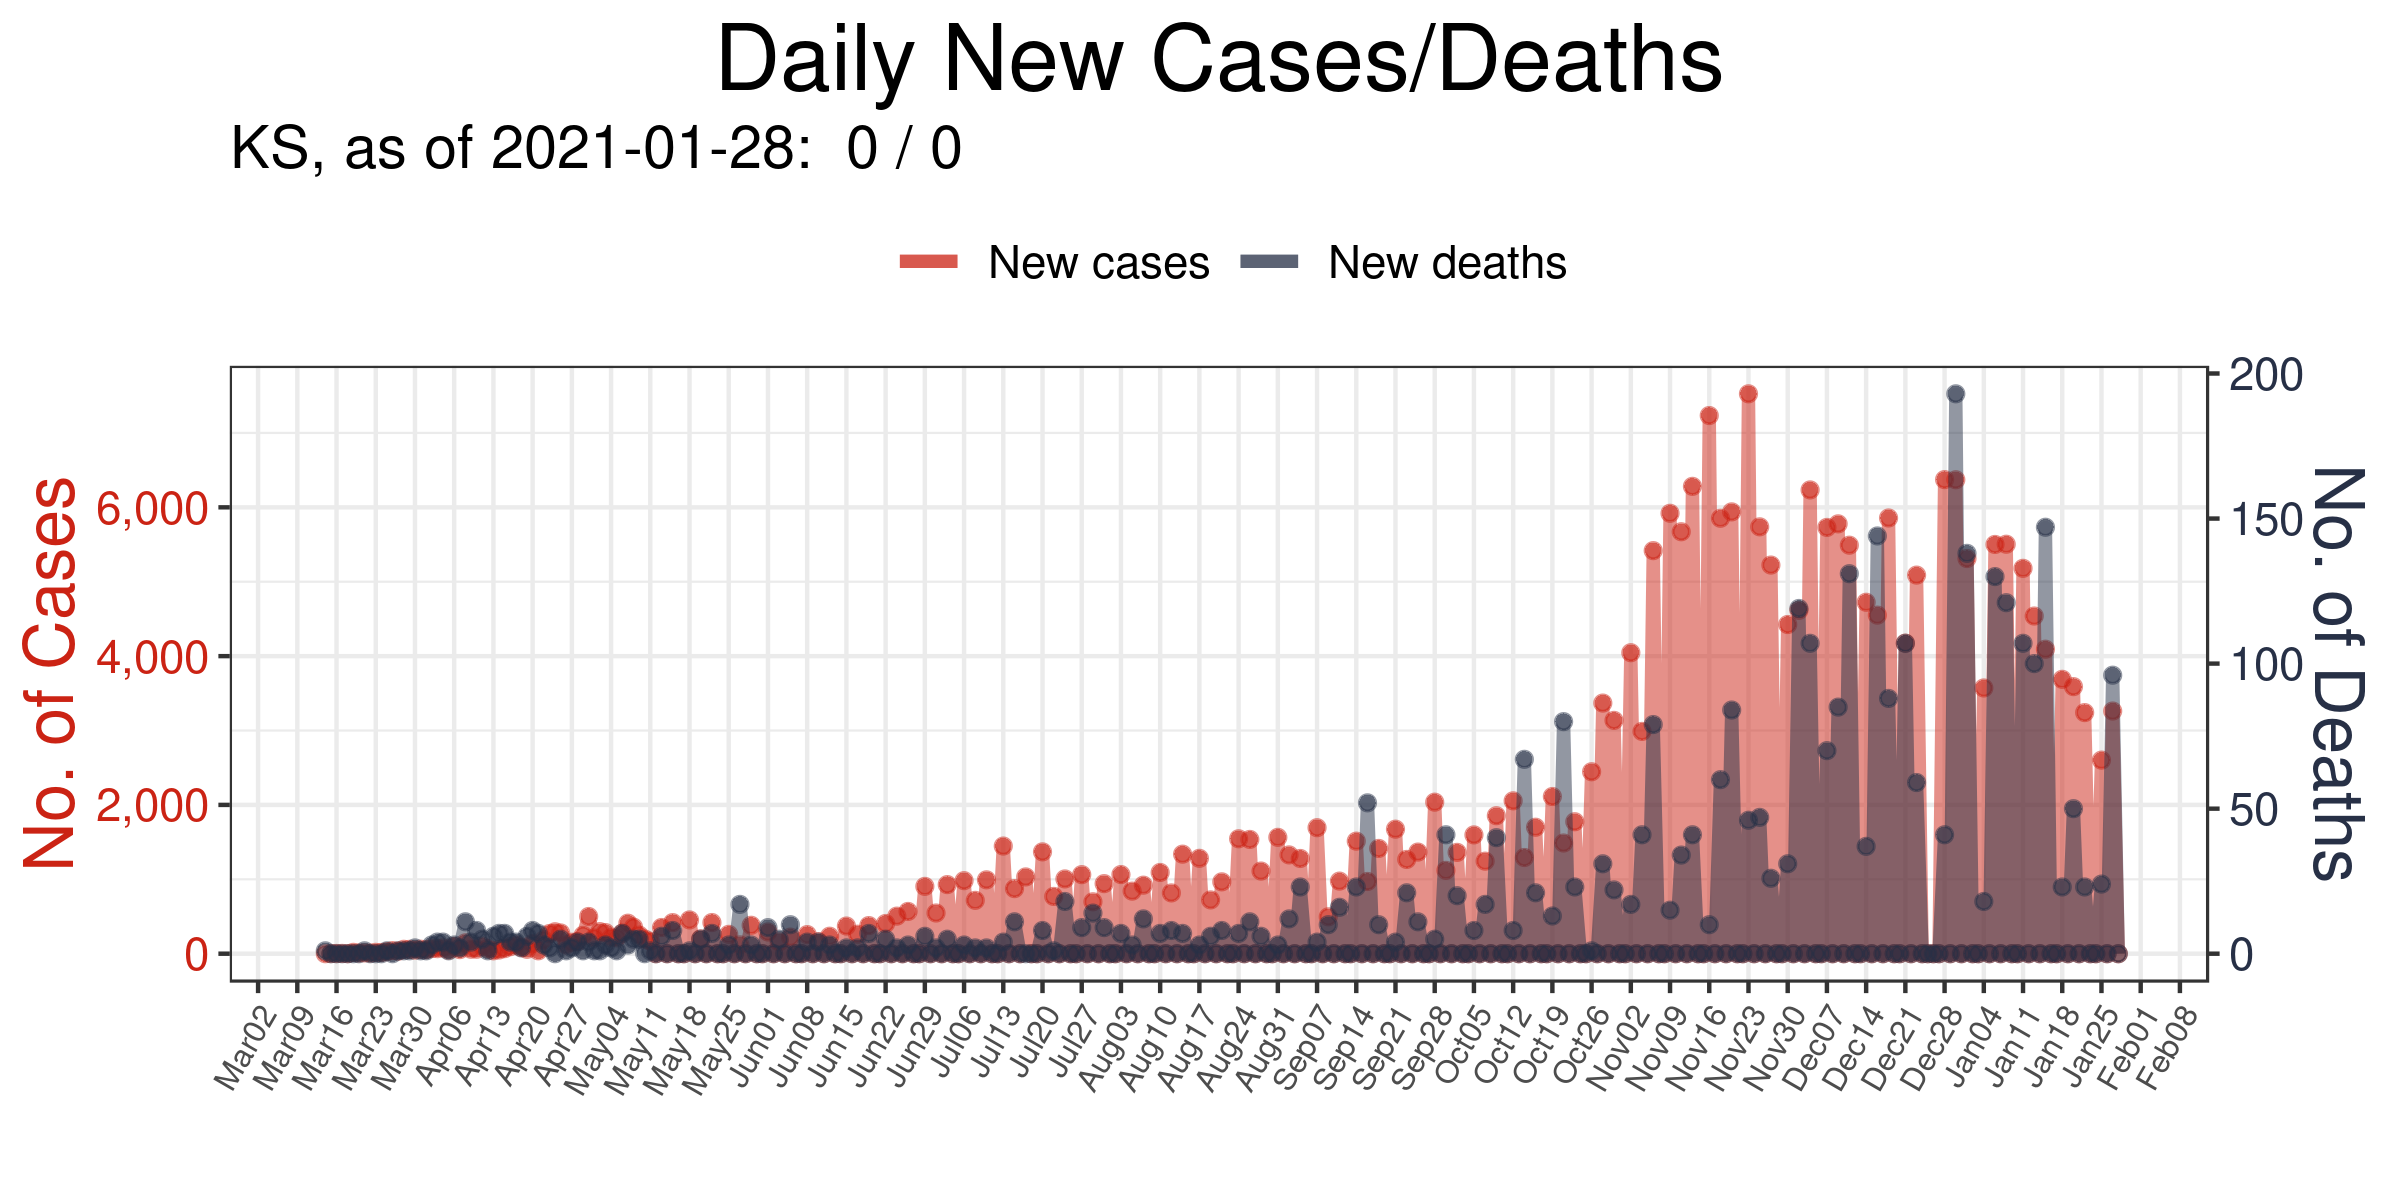 Daily New Cases/Deaths
KS, as of 2021-01-28:  0 / 0
New cases
New deaths
No. of Cases
6,000
4,000
2,000
0
200
150
100
50
0
No. of Deaths
Mar02
Mar09
Mar16
Mar23
Mar30
Apr06
Apr13
Apr20
Apr27
May04
May11
May18
May25
Jun01
Jun08
Jun15
Jun22
Jun29
Jul06
Jul13
Jul20
Jul27
Aug03
Aug10
Aug17
Aug24
Aug31
Sep07
Sep14
Sep21
Sep28
Oct05
Oct12
Oct19
Oct26
Nov02
Nov09
Nov16
Nov23
Nov30
Dec07
Dec14
Dec21
Dec28
Jan04
Jan11
Jan18
Jan25
Feb01
Feb08